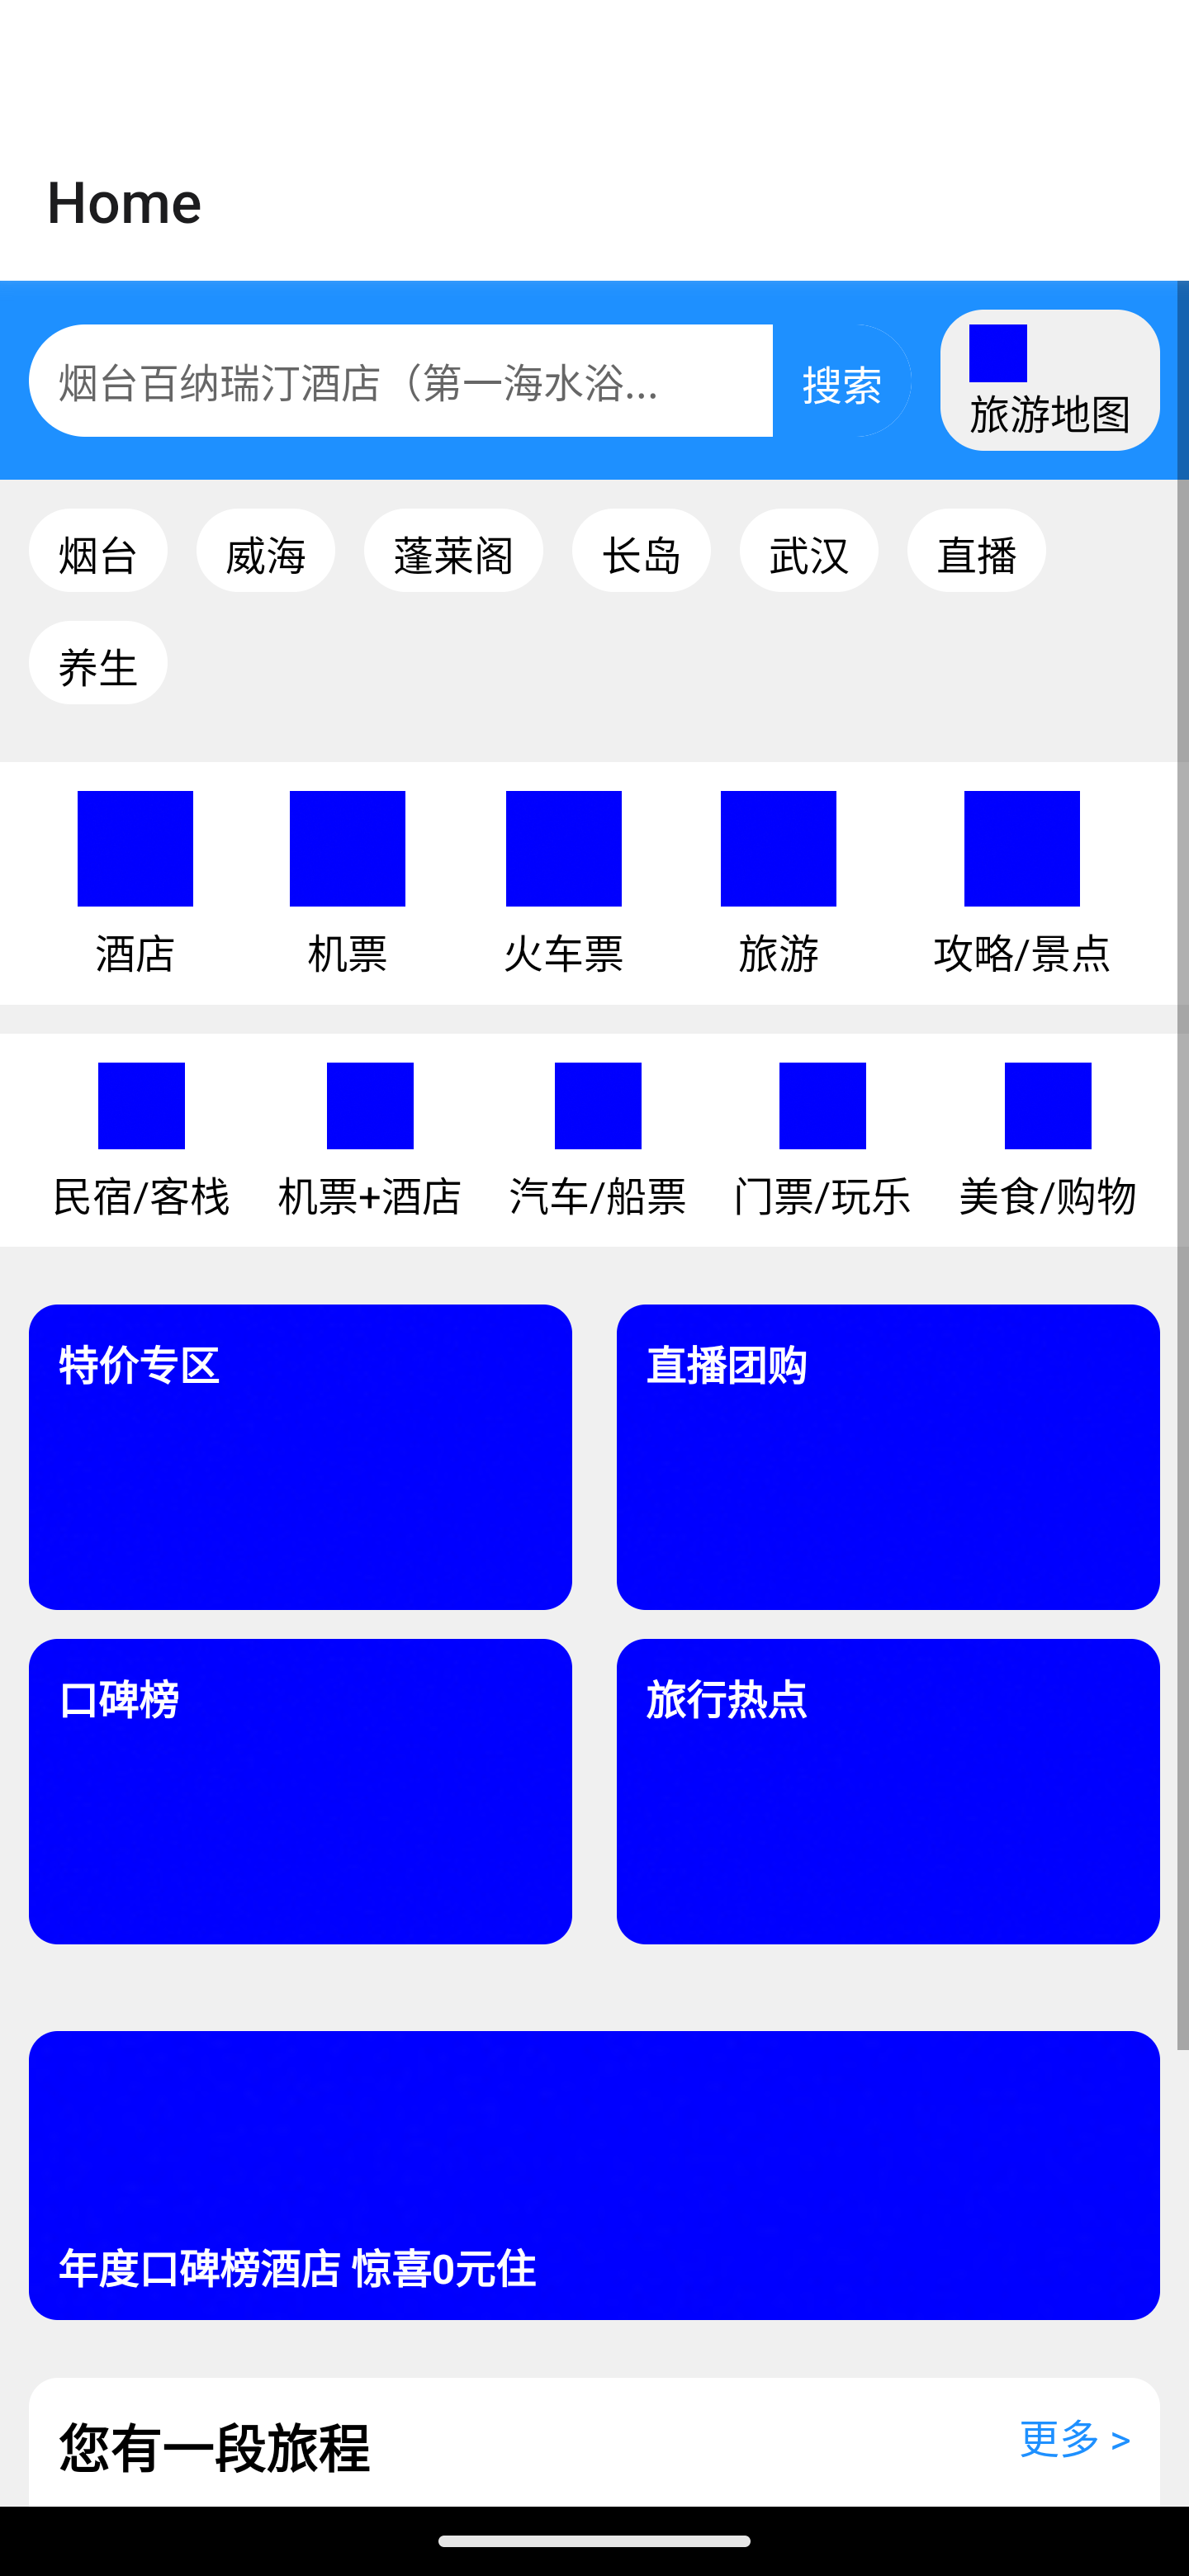 Home
烟台百纳瑞汀酒店（第一海水浴...
搜索
旅游地图
烟台
威海
蓬莱阁
长岛
武汉
直播
养生
酒店
机票
火车票
旅游
攻略/景点
民宿/客栈
机票+酒店
汽车/船票
门票/玩乐
美食/购物
特价专区
直播团购
口碑榜
旅行热点
年度口碑榜酒店 惊喜0元住
您有一段旅程
更多 >